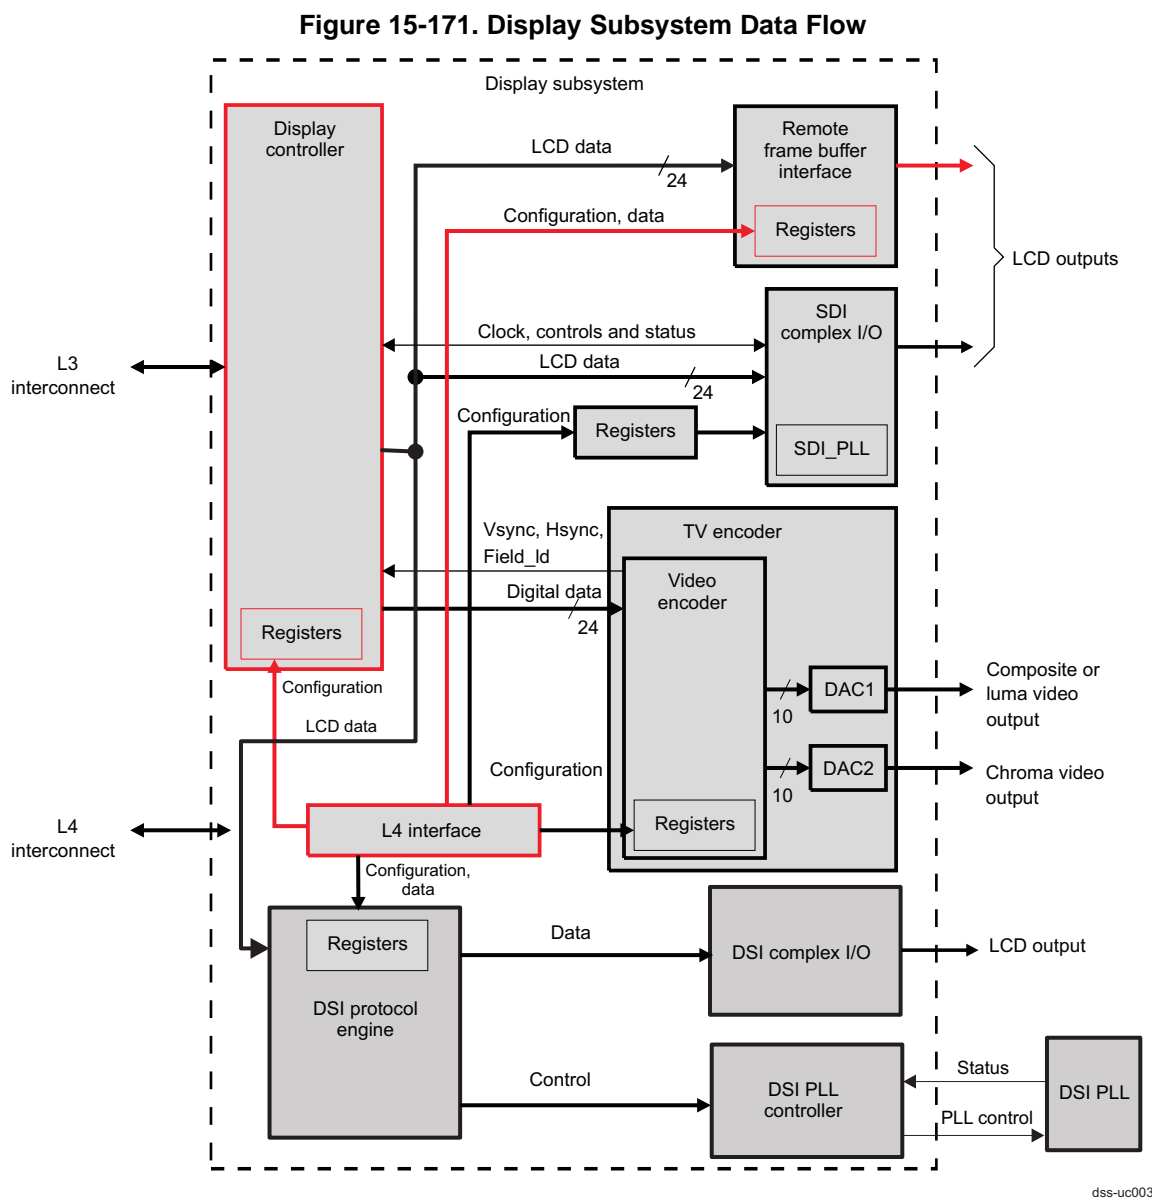 Figure 15-171. Display Subsystem Data Flow
Display subsystem
Display
controller
Remote
frame buffer
interface
LCD data
24
Configuration, data
Registers
LCD outputs
SDI
complex I/O
Clock, controls and status
L3
interconnect
LCD data
24
Configuration
Registers
SDI_PLL
Vsync, Hsync,
Field_Id
TV encoder
Video
encoder
Digital data
24
Registers
Configuration
LCD data
DAC1
10
Composite or
luma video
output
Configuration
DAC2
10
Chroma video
output
L4
interconnect
L4 interface
Registers
Configuration,
data
Registers
DSI protocol
engine
Data
DSI complex I/O
LCD output
Control
DSI PLL
controller
Status
DSI PLL
PLL control
dss-uc003